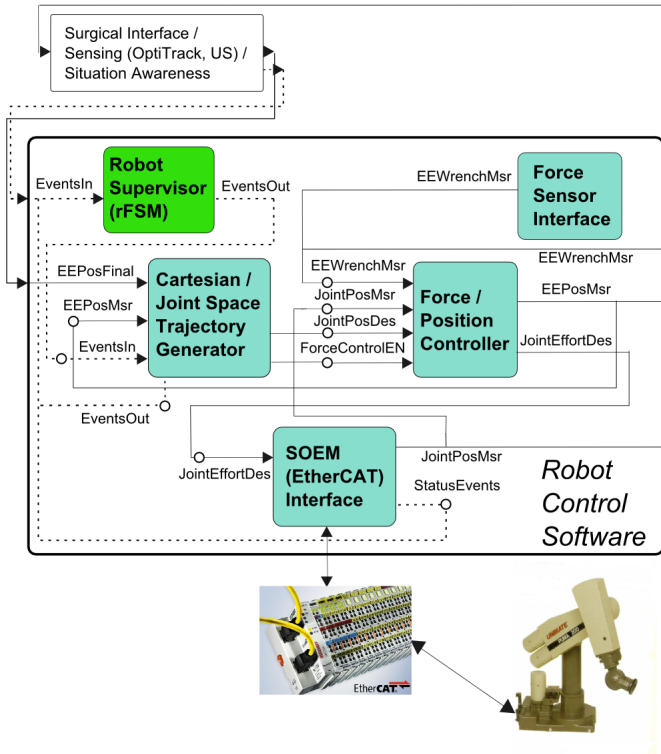 Surgical Interface /
Sensing (OptiTrack, US) /
Situation Awareness
EventsIn
Robot
Supervisor
(rFSM)
EventsOut
EEWrenchMsr
Force
Sensor
Interface
EEWrenchMsr
EEPosFinal
EEPosMsr
EventsIn
Cartesian /
Joint Space
Trajectory
Generator
EEWrenchMsr
JointPosMsr
JointPosDes
ForceControlEN
Force /
Position
Controller
EEPosMsr
JointEffortDes
EventsOut
JointEffortDes
SOEM
(EtherCAT)
Interface
JointPosMsr
StatusEvents
Robot
Control
Software
EtherCAT
UNIMATE